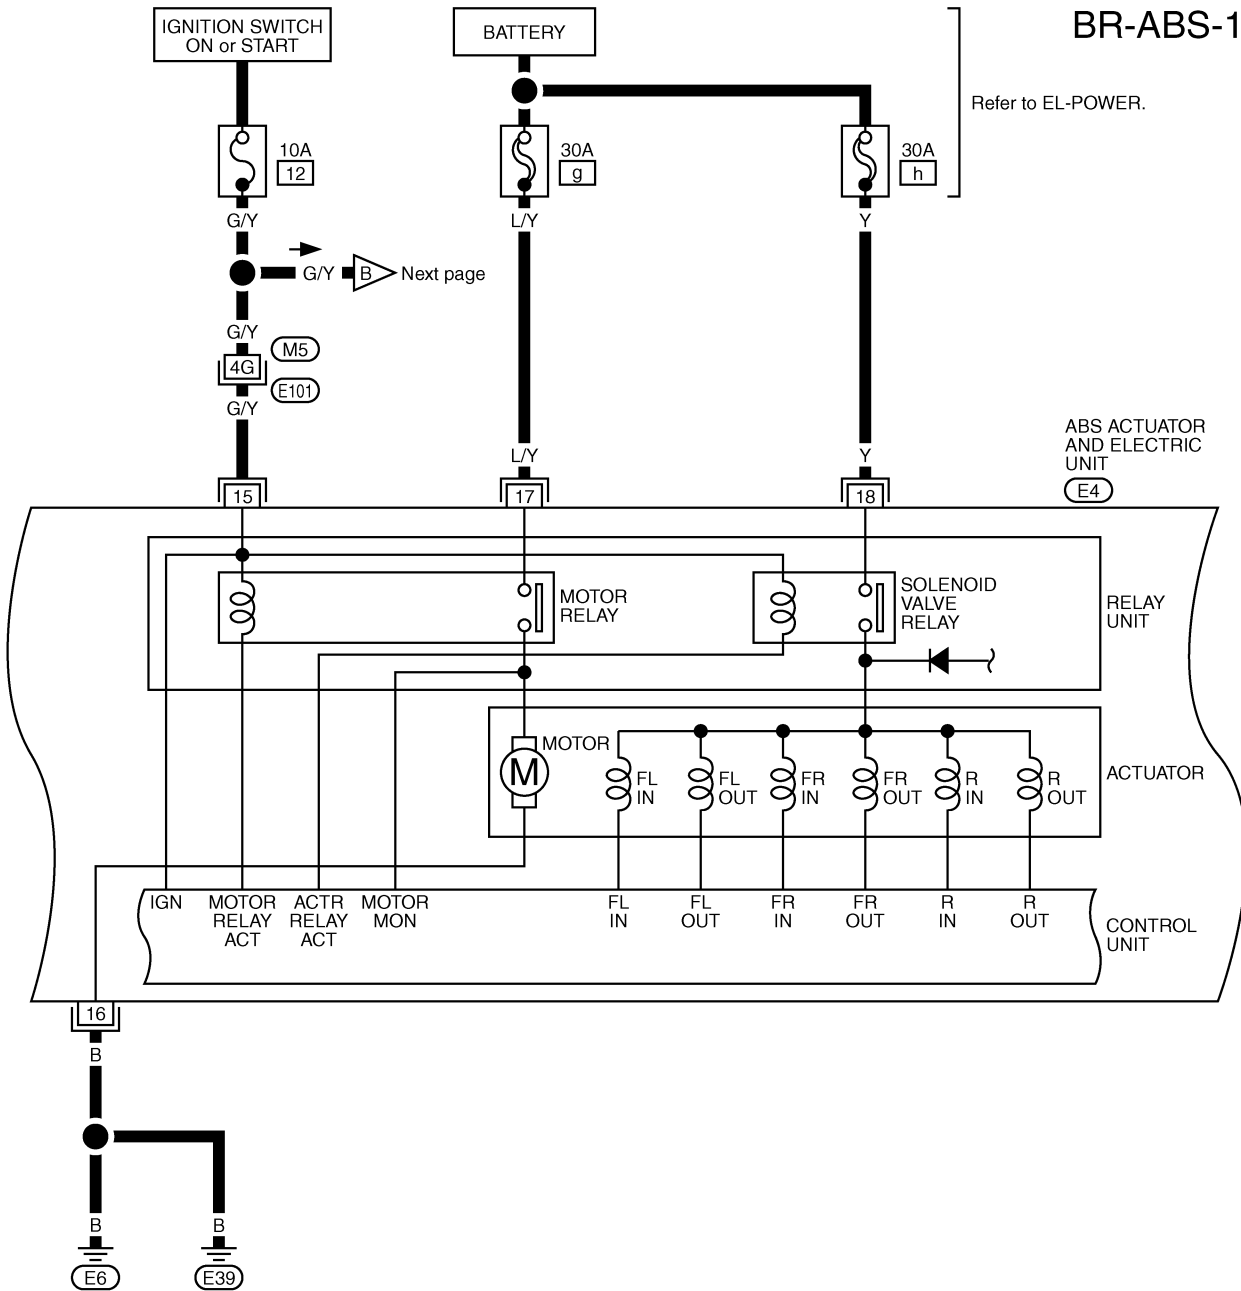 BR-ABS-1
IGNITION SWITCH
ON or START
BATTERY
Refer to EL-POWER.
10A
12
30A
g
30A
h
G/Y
L/Y
Y
G/Y
B
Next page
G/Y
M5
4G
E101
G/Y
L/Y
Y
ABS ACTUATOR
AND ELECTRIC
UNIT
E4
15
17
18
MOTOR
RELAY
SOLENOID
VALVE
RELAY
RELAY
UNIT
MOTOR
M
FL
IN
FL
OUT
FR
IN
FR
OUT
R
IN
R
OUT
ACTUATOR
IGN
MOTOR
RELAY
ACT
ACTR
RELAY
ACT
MOTOR
MON
FL
IN
FL
OUT
FR
IN
FR
OUT
R
IN
R
OUT
CONTROL
UNIT
16
B
B
B
E6
E39